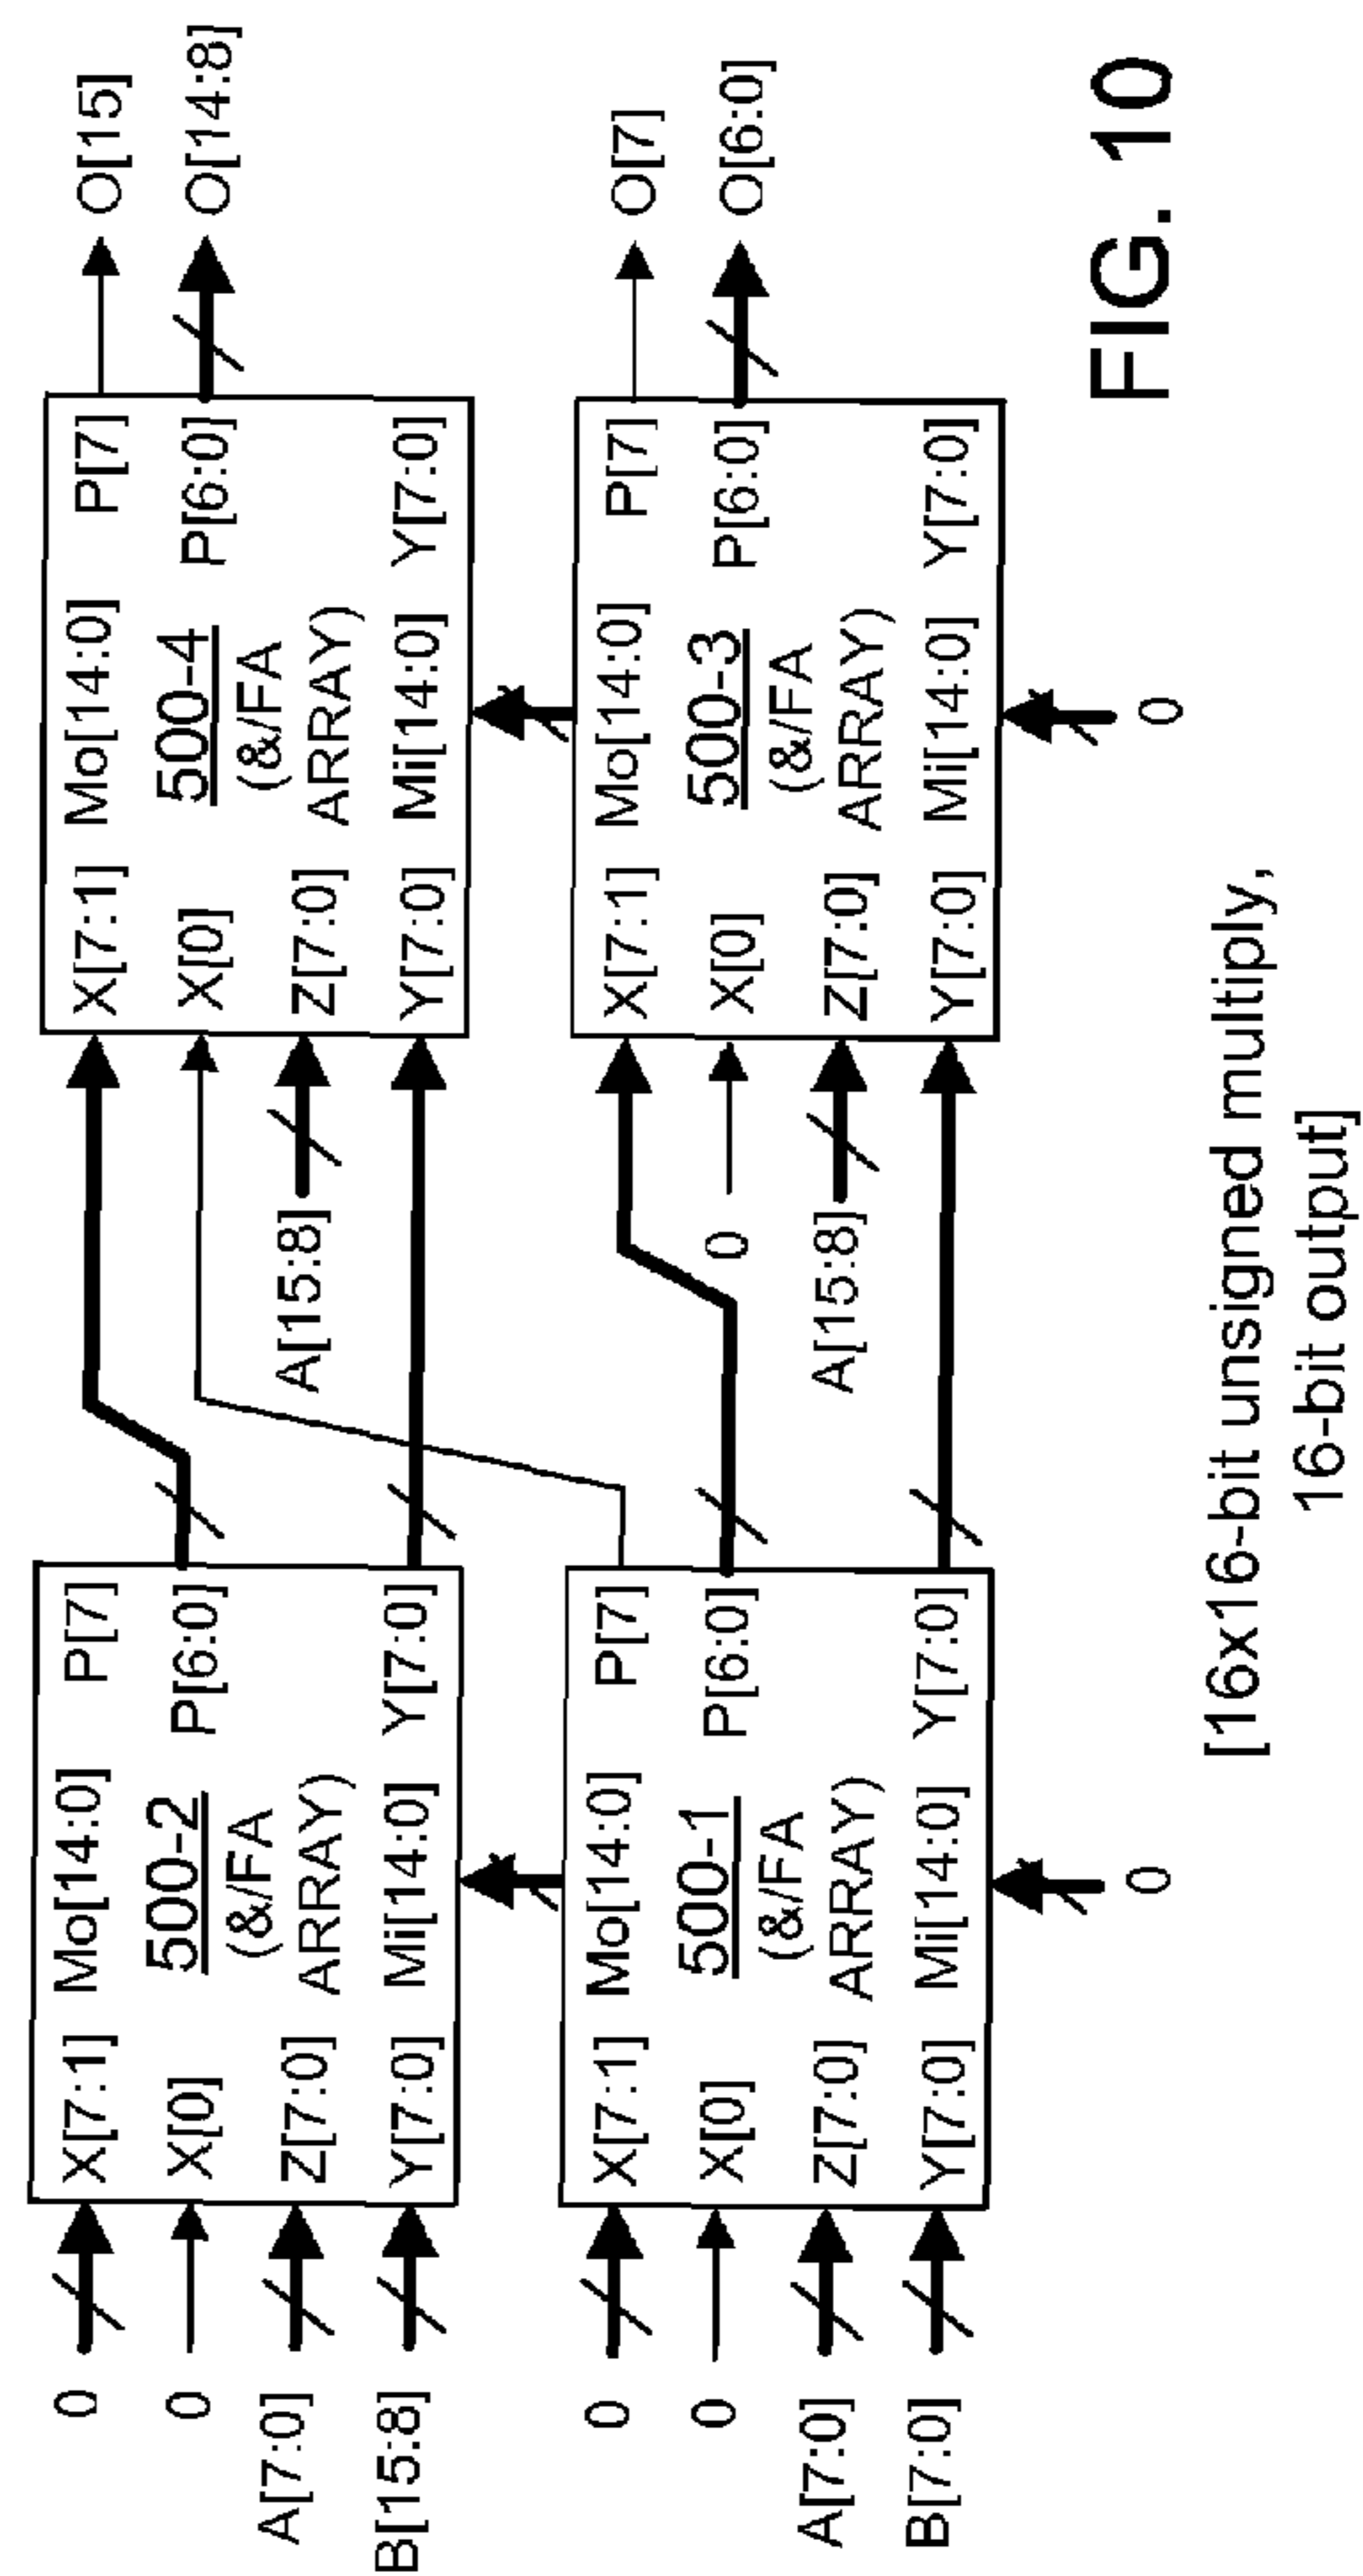 0
0
A[7:0]
B[15:8]
X[7:1]
X[0]
Z[7:0]
Y[7:0]
Mo[14:0]
500-2
(&/FA
ARRAY)
Mi[14:0]
P[7]
P[6:0]
Y[7:0]
A[15:8]
X[7:1]
X[0]
Z[7:0]
Y[7:0]
Mo[14:0]
500-4
(&/FA
ARRAY)
Mi[14:0]
P[7]
P[6:0]
Y[7:0]
O[15]
O[14:8]
0
0
A[7:0]
B[7:0]
X[7:1]
X[0]
Z[7:0]
Y[7:0]
Mo[14:0]
500-1
(&/FA
ARRAY)
Mi[14:0]
P[7]
P[6:0]
Y[7:0]
0
0
A[15:8]
X[7:1]
X[0]
Z[7:0]
Y[7:0]
Mo[14:0]
500-3
(&/FA
ARRAY)
Mi[14:0]
P[7]
P[6:0]
Y[7:0]
0
O[7]
O[6:0]
[16x16-bit unsigned multiply,
16-bit output]
FIG. 10